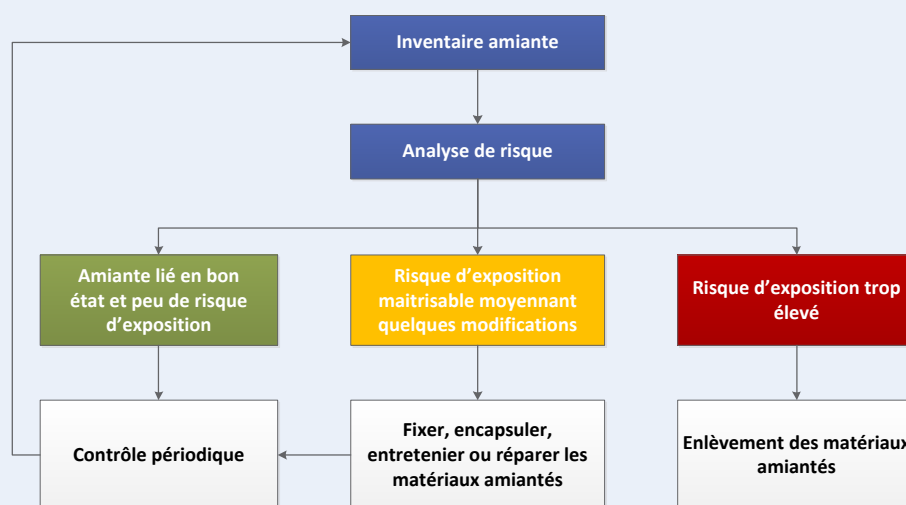 Inventaire amiante
Analyse de risque
Amiante lié en bon
état et peu de risque
d'exposition
Risque d'exposition
maitrisable moyennant
quelques modifications
Risque d'exposition trop
élevé
Contrôle périodique
Fixer, encapsuler,
entretenier ou réparer les
matériaux amiantés
Enlèvement des matériaux
amiantés